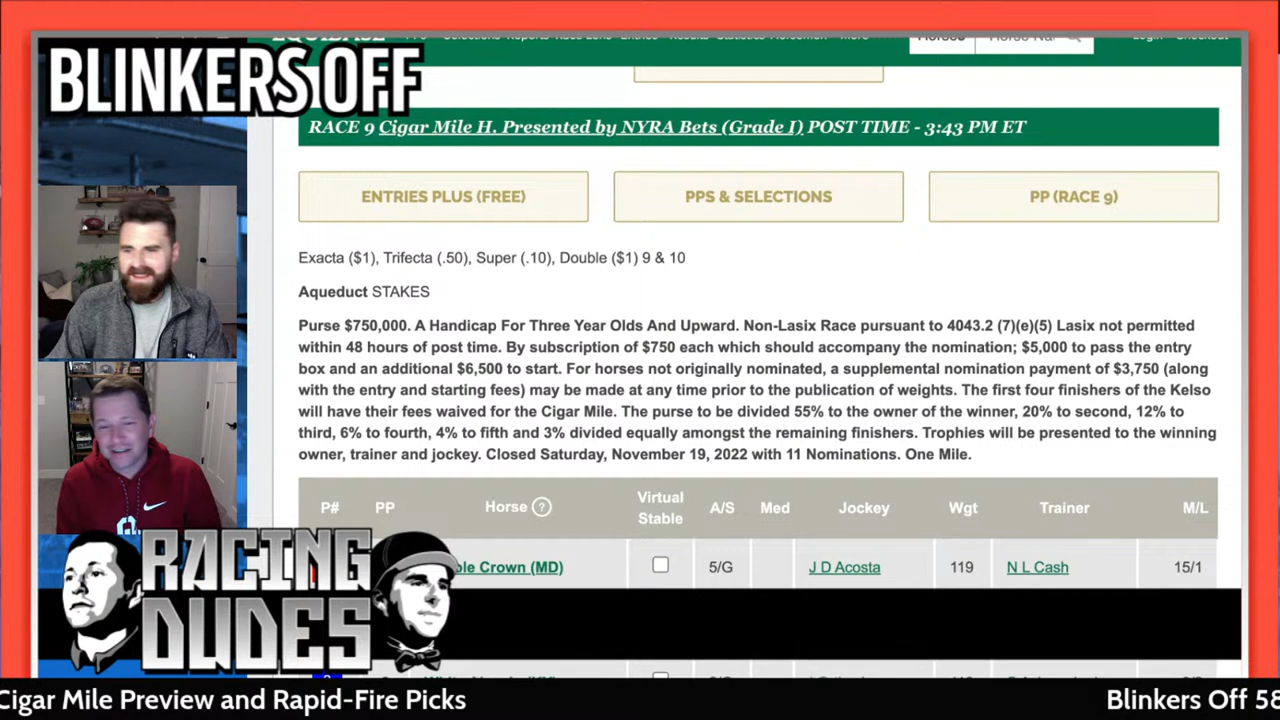 BLINKERS OFF
RACE 9 Cigar Mile H. Presented by NYRA Bets (Grade I) POST TIME - 3:43 PM ET
ENTRIES PLUS (FREE)
PPS & SELECTIONS
PP (RACE 9)
Exacta ($1), Trifecta (.50), Super (.10), Double ($1) 9 & 10
Aqueduct STAKES
Purse $750,000. A Handicap For Three Year Olds And Upward. Non-Lasix Race pursuant to 4043.2 (7)(e)(5) Lasix not permitted
within 48 hours of post time. By subscription of $750 each which should accompany the nomination; $5,000 to pass the entry
box and an additional $6,500 to start. For horses not originally nominated, a supplemental nomination payment of $3,750 (along
with the entry and starting fees) may be made at any time prior to the publication of weights. The first four finishers of the Kelso
will have their fees waived for the Cigar Mile. The purse to be divided 55% to the owner of the winner, 20% to second, 12% to
third, 6% to fourth, 4% to fifth and 3% divided equally amongst the remaining finishers. Trophies will be presented to the winning
owner, trainer and jockey. Closed Saturday, November 19, 2022 with 11 Nominations. One Mile.
P# PP Horse ? Virtual Stable A/S Med Jockey Wgt Trainer M/L
ble Crown (MD) 5/G J D Acosta 119 N L Cash 15/1
RACING
DUDES
Cigar Mile Preview and Rapid-Fire Picks
Blinkers Off 58